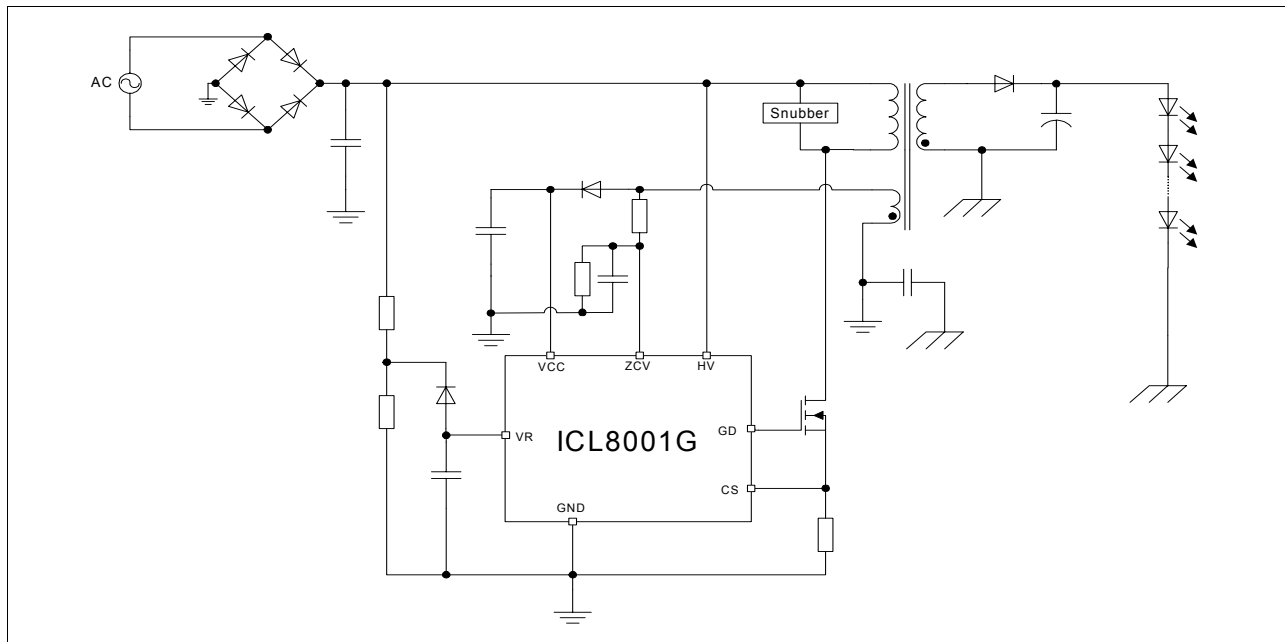 AC
Snubber
VCC
ZCV
HV
VR
ICL8001G
GD
CS
GND